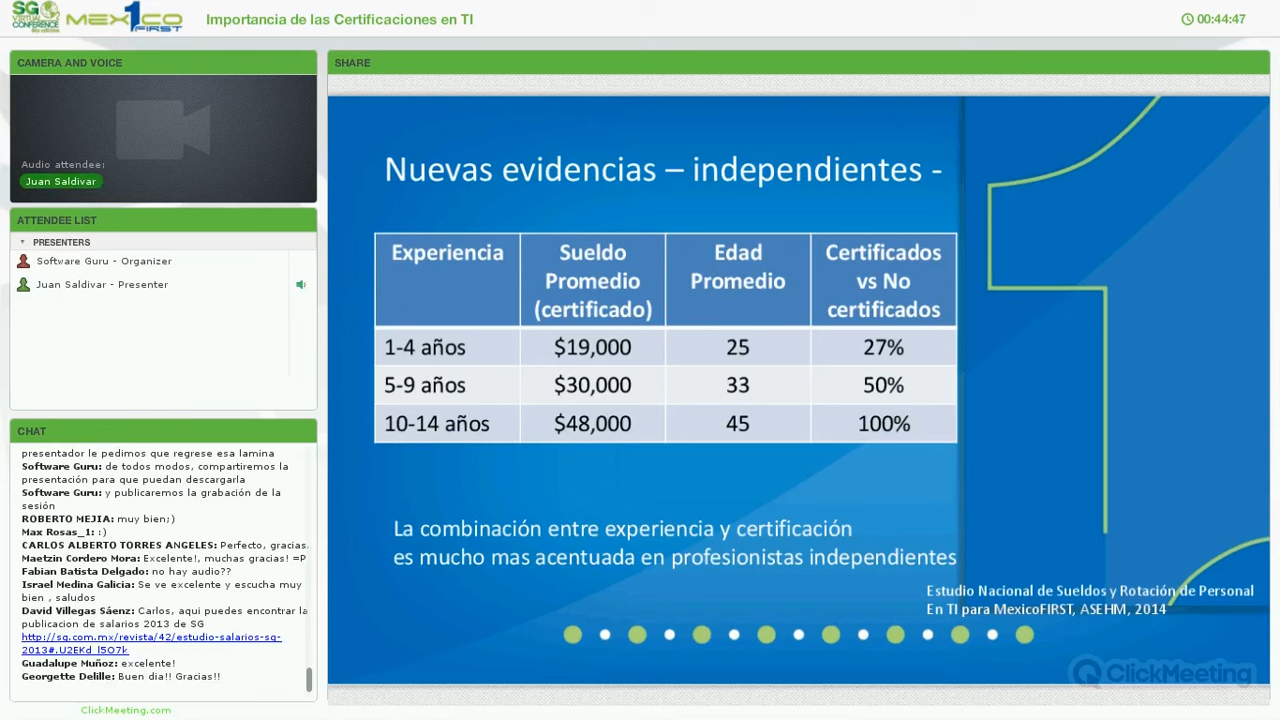 SG
VIRTUAL
CONFERENCE
MEXICO
FIRST
Importancia de las Certificaciones en TI
00:44:47
CAMERA AND VOICE
Audio attendee:
Juan Saldivar
ATTENDEE LIST
PRESENTERS
Software Guru - Organizer
Juan Saldivar - Presenter
CHAT
presentador le pedimos que regrese esa lamina
Software Guru: de todos modos, compartiremos la
presentación para que puedan descargarla
Software Guru: y publicaremos la grabación de la
sesión
ROBERTO MEJIA: muy bien;)
Max Rosas_1: :)
CARLOS ALBERTO TORRES ANGELES: Perfecto, gracias.
Maetzin Cordero Mora: Excelente!, muchas gracias! =P
Fabian Batista Delgado: no hay audio??
Israel Medina Galicia: Se ve excelente y escucha muy
bien , saludos
David Villegas Sáenz: Carlos, aqui puedes encontrar la
publicacion de salarios 2013 de SG
http://sg.com.mx/revista/42/estudio-salarios-sg-
2013#.U2EKd_l5O7k
Guadalupe Muñoz: excelente!
Georgette Delille: Buen dia!! Gracias!!
ClickMeeting.com
SHARE
Nuevas evidencias – independientes -
Experiencia Sueldo Promedio (certificado) Edad Promedio Certificados vs No certificados
1-4 años $19,000 25 27%
5-9 años $30,000 33 50%
10-14 años $48,000 45 100%
La combinación entre experiencia y certificación
es mucho mas acentuada en profesionistas independientes
Estudio Nacional de Sueldos y Rotación de Personal
En TI para MexicoFIRST, ASEHM, 2014
ClickMeeting